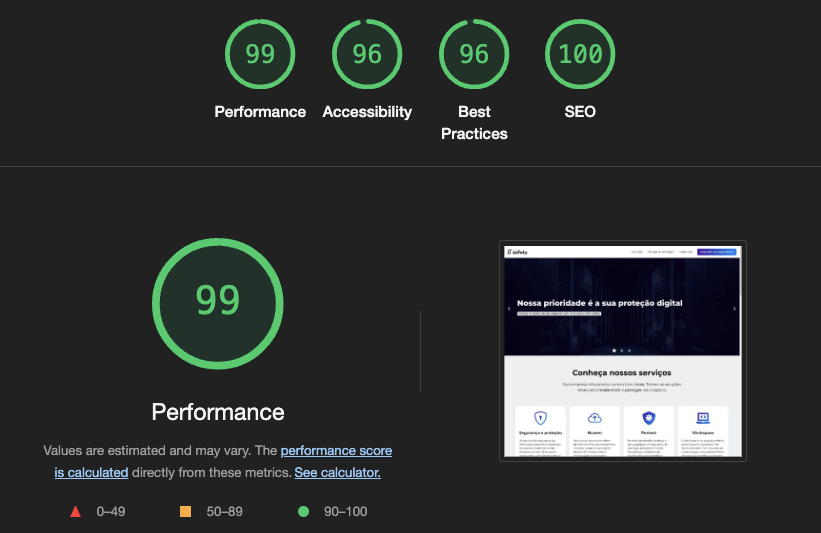 99
96
96
100
Performance
Accessibility
Best
Practices
SEO
99
Performance
Values are estimated and may vary. The performance score
is calculated directly from these metrics. See calculator.
0–49
50–89
90–100
safety
Nossa prioridade é a sua proteção digital
Conheça nossos serviços
Segurança e proteção
Nuvem
Pentest
Workspace